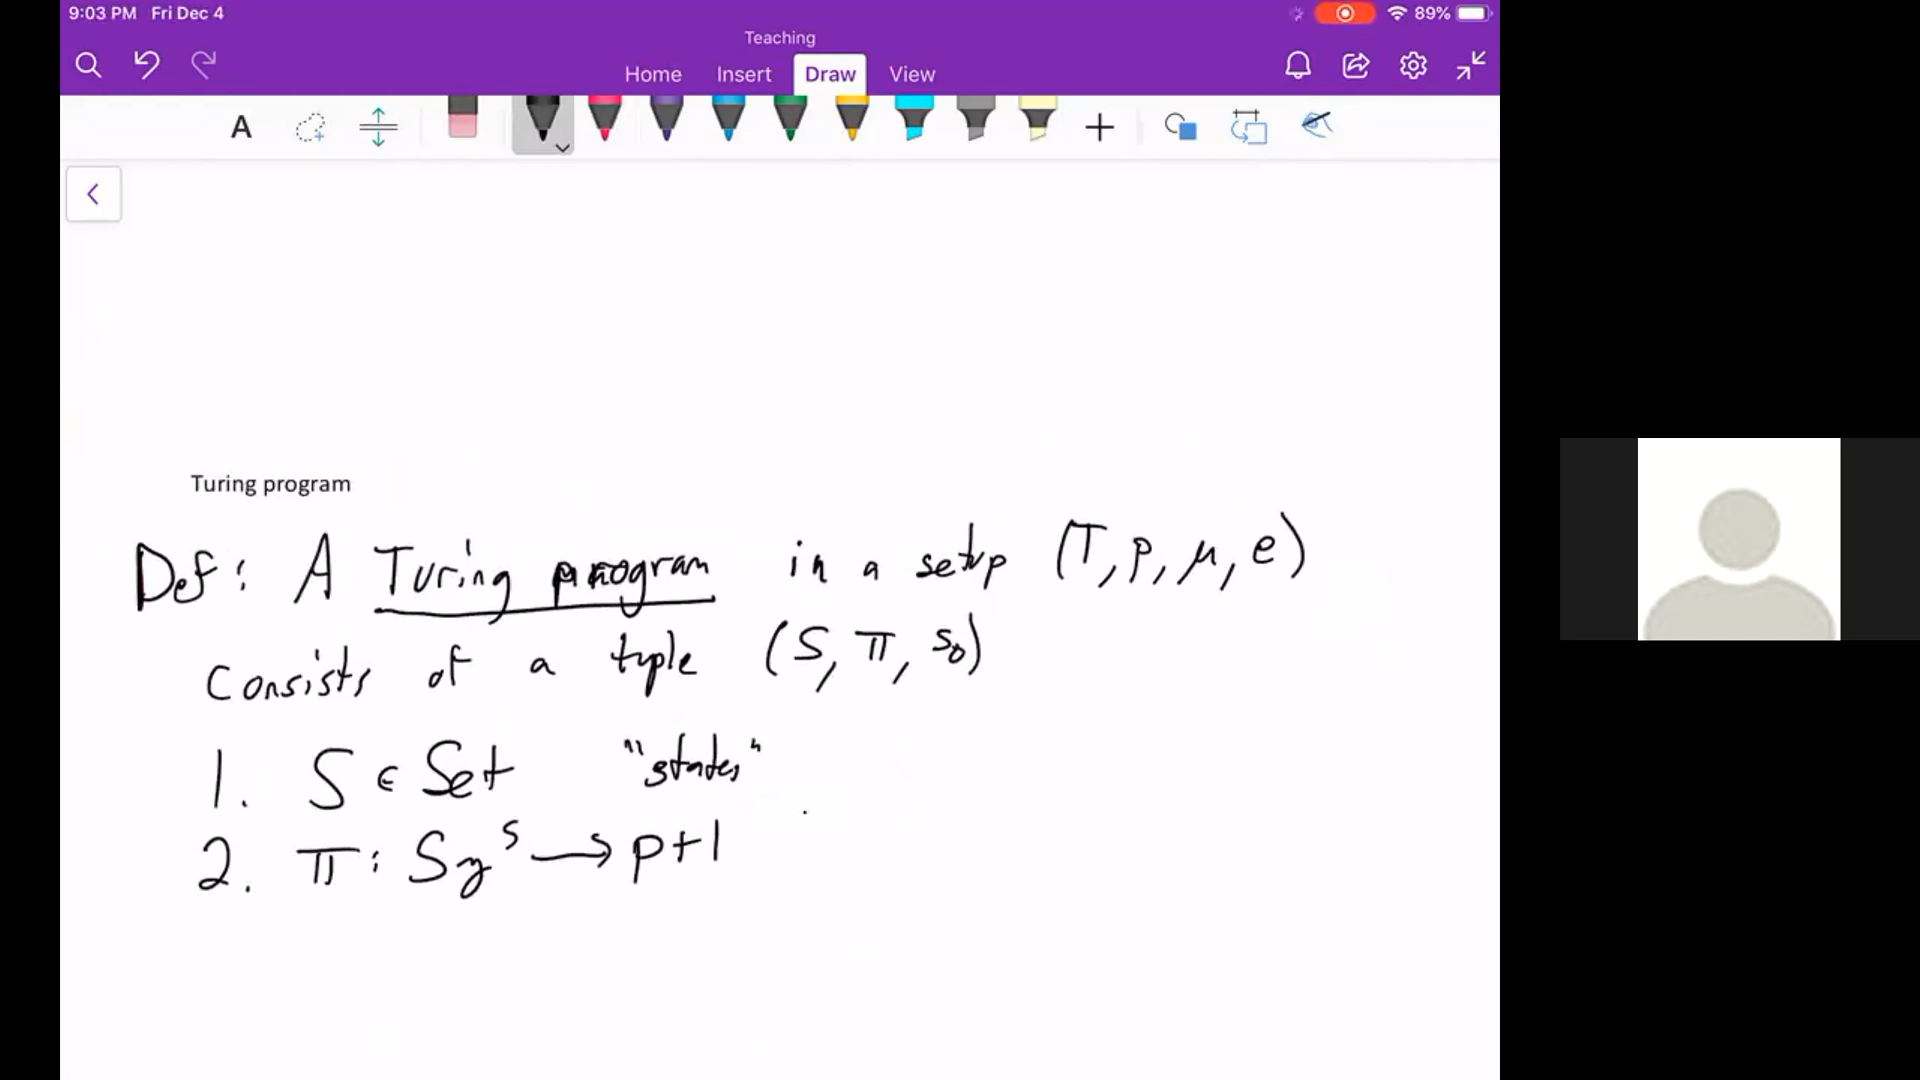 9:03 PM Fri Dec 4 89%
Teaching
Home Insert Draw View
A
Turing program
Def: A Turing program in a setup (T, p, μ, e)
consists of a tuple (S, π, s₀)
1. S ∈ Set "states"
2. π : Sy^S → p+1